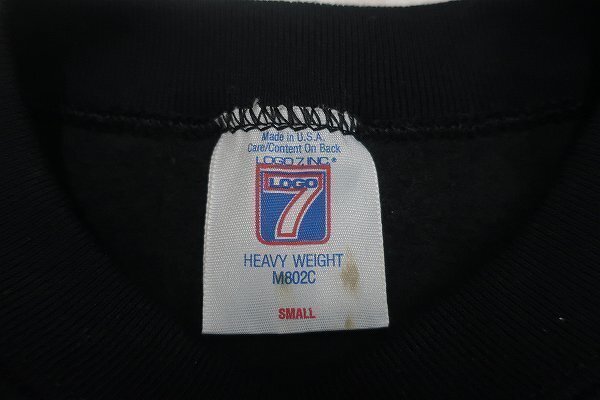 Made in U.S.A.
Care/Content On Back
LOGO 7 INC.®
LOGO
7
HEAVY WEIGHT
M802C
SMALL